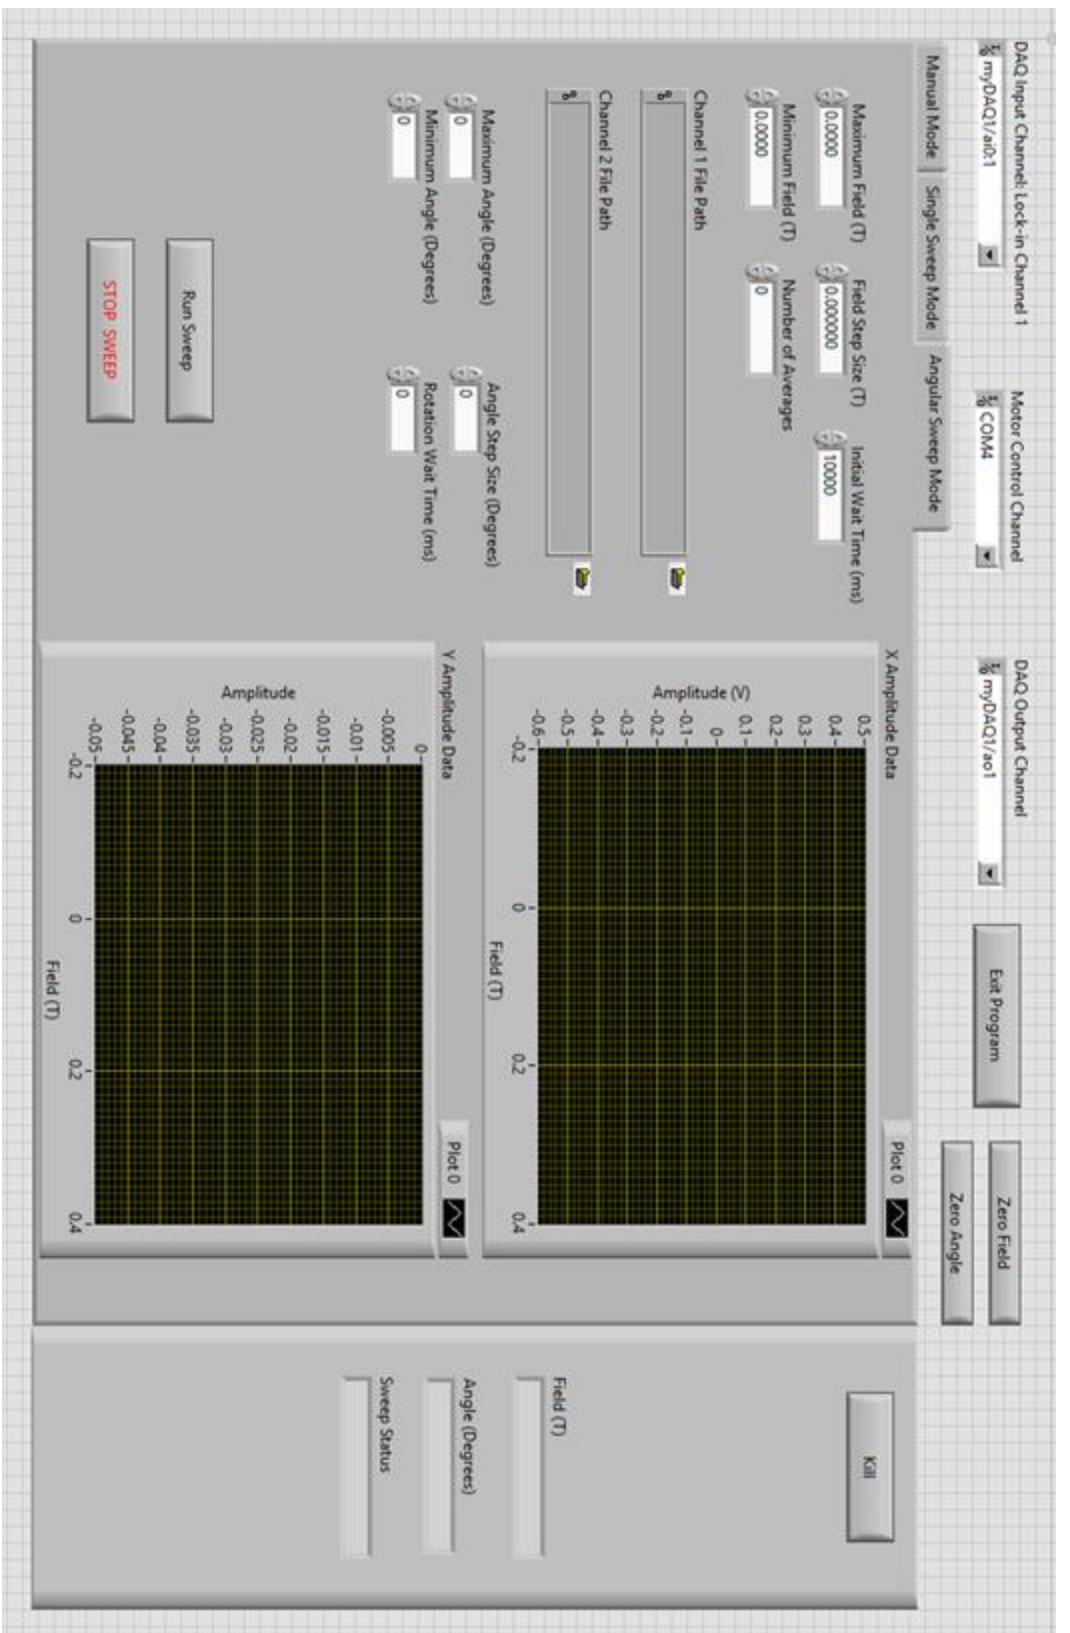 DAQ Input Channel: Lock-in Channel 1
myDAQ1/ai0:1
Motor Control Channel
COM4
DAQ Output Channel
myDAQ1/ao1
Exit Program
Zero Field
Zero Angle
Manual Mode
Single Sweep Mode
Angular Sweep Mode
Maximum Field (T)
0.0000
Field Step Size (T)
0.000000
Initial Wait Time (ms)
10000
Minimum Field (T)
0.0000
Number of Averages
0
Channel 1 File Path
Channel 2 File Path
Maximum Angle (Degrees)
0
Angle Step Size (Degrees)
0
Minimum Angle (Degrees)
0
Rotation Wait Time (ms)
0
Run Sweep
STOP SWEEP
X Amplitude Data
Plot 0
Amplitude (V)
0.5
0.4
0.3
0.2
0.1
0
-0.1
-0.2
-0.3
-0.4
-0.5
-0.6
-0.2
0
0.2
0.4
Field (T)
Y Amplitude Data
Plot 0
Amplitude
0
-0.005
-0.01
-0.015
-0.02
-0.025
-0.03
-0.035
-0.04
-0.045
-0.05
-0.2
0
0.2
0.4
Field (T)
Kill
Field (T)
Angle (Degrees)
Sweep Status